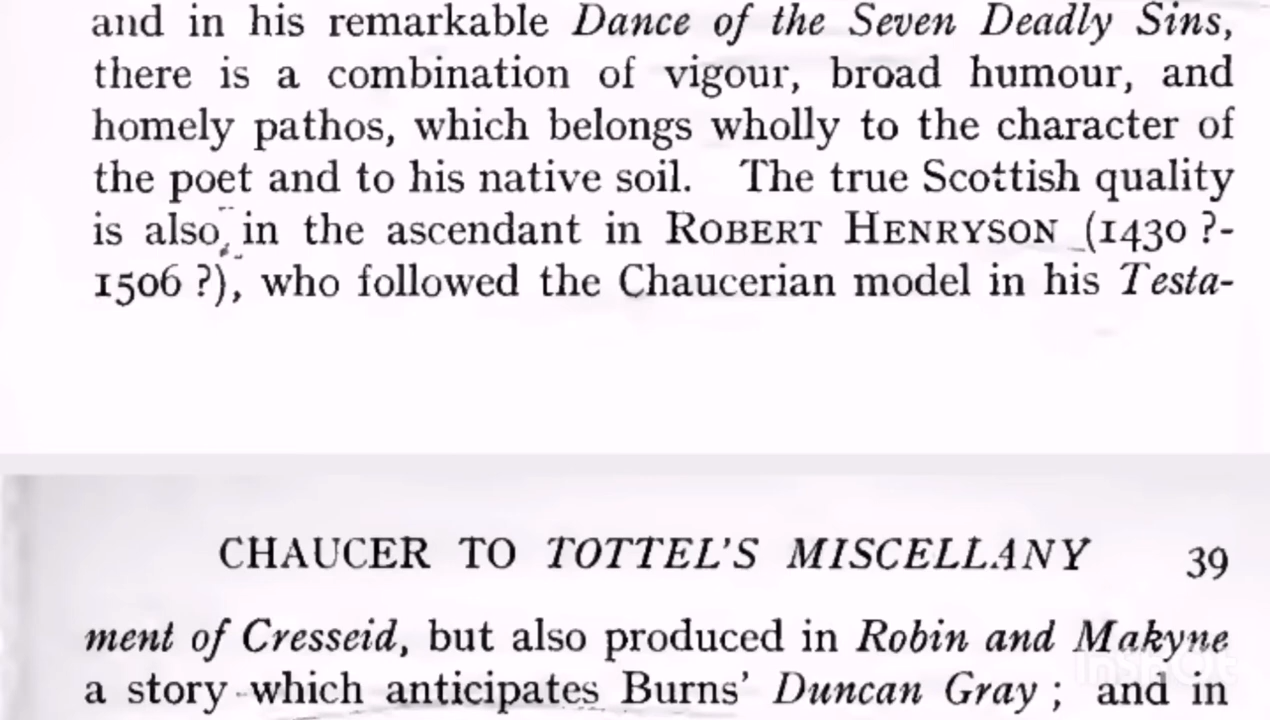 and in his remarkable Dance of the Seven Deadly Sins,
there is a combination of vigour, broad humour, and
homely pathos, which belongs wholly to the character of
the poet and to his native soil. The true Scottish quality
is also in the ascendant in ROBERT HENRYSON (1430 ?-
1506 ?), who followed the Chaucerian model in his Testa-
CHAUCER TO TOTTEL'S MISCELLANY 39
ment of Cresseid, but also produced in Robin and Makyne
a story which anticipates Burns' Duncan Gray ; and in
InShOt